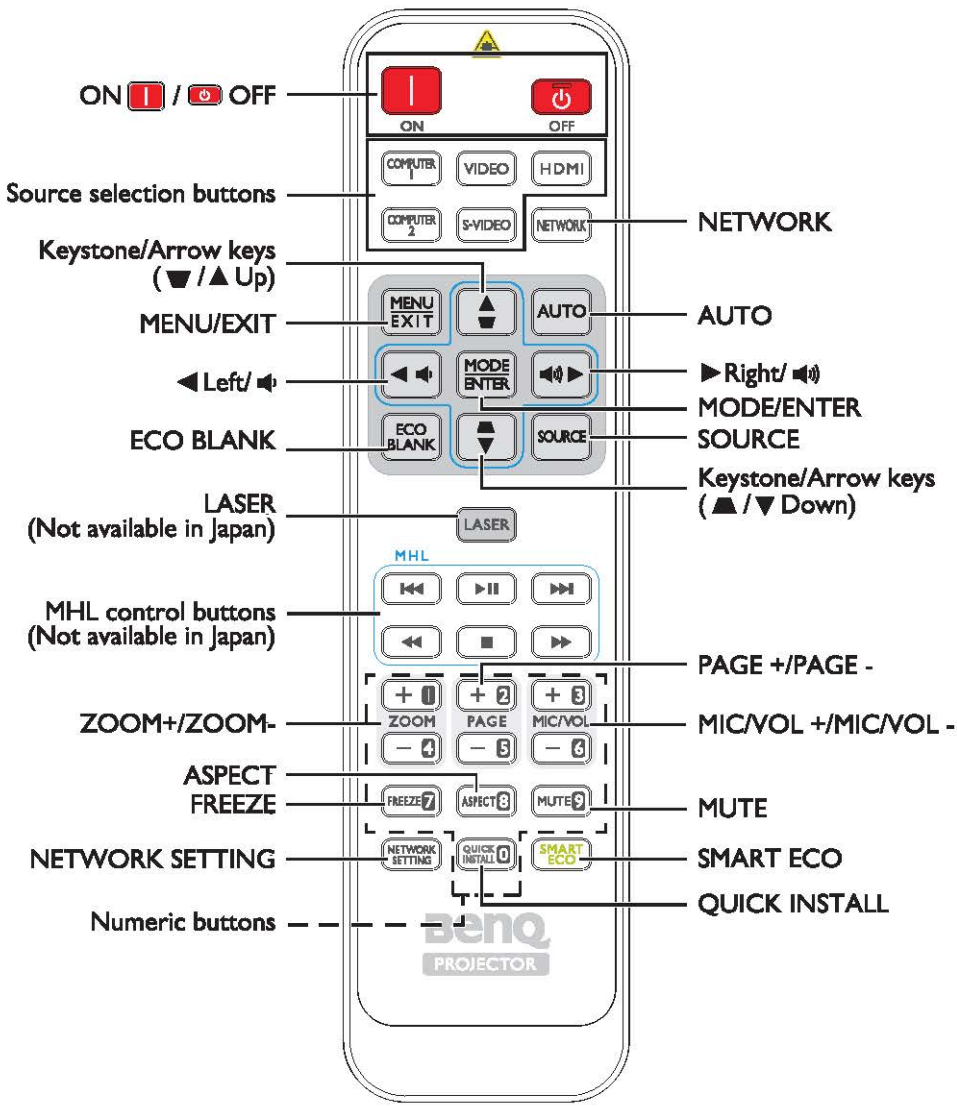 ON / OFF
ON
OFF
Source selection buttons
COMPUTER 1
VIDEO
HDMI
COMPUTER 2
S-VIDEO
NETWORK
NETWORK
Keystone/Arrow keys
( / ▲ Up)
MENU/EXIT
MENU
EXIT
AUTO
AUTO
◀ Left/
MODE
ENTER
▶ Right/
MODE/ENTER
ECO BLANK
ECO
BLANK
SOURCE
SOURCE
Keystone/Arrow keys
( / ▼ Down)
LASER
(Not available in Japan)
LASER
MHL
MHL control buttons
(Not available in Japan)
PAGE +/PAGE -
+ 1
+ 2
+ 3
ZOOM+/ZOOM-
ZOOM
PAGE
MIC/VOL
MIC/VOL +/MIC/VOL -
- 4
- 5
- 6
ASPECT
FREEZE
FREEZE 7
ASPECT 8
MUTE 9
MUTE
NETWORK SETTING
NETWORK
SETTING
QUICK
INSTALL 0
SMART
ECO
SMART ECO
QUICK INSTALL
Numeric buttons
BenQ
PROJECTOR